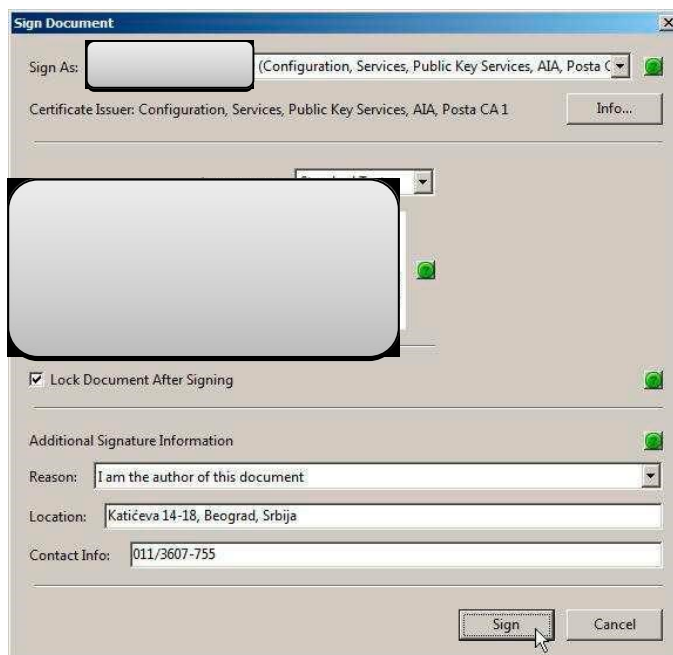 Sign Document
Sign As: (Configuration, Services, Public Key Services, AIA, Posta C
Certificate Issuer: Configuration, Services, Public Key Services, AIA, Posta CA 1
Info...
Lock Document After Signing
Additional Signature Information
Reason: I am the author of this document
Location: Katićeva 14-18, Beograd, Srbija
Contact Info: 011/3607-755
Sign
Cancel